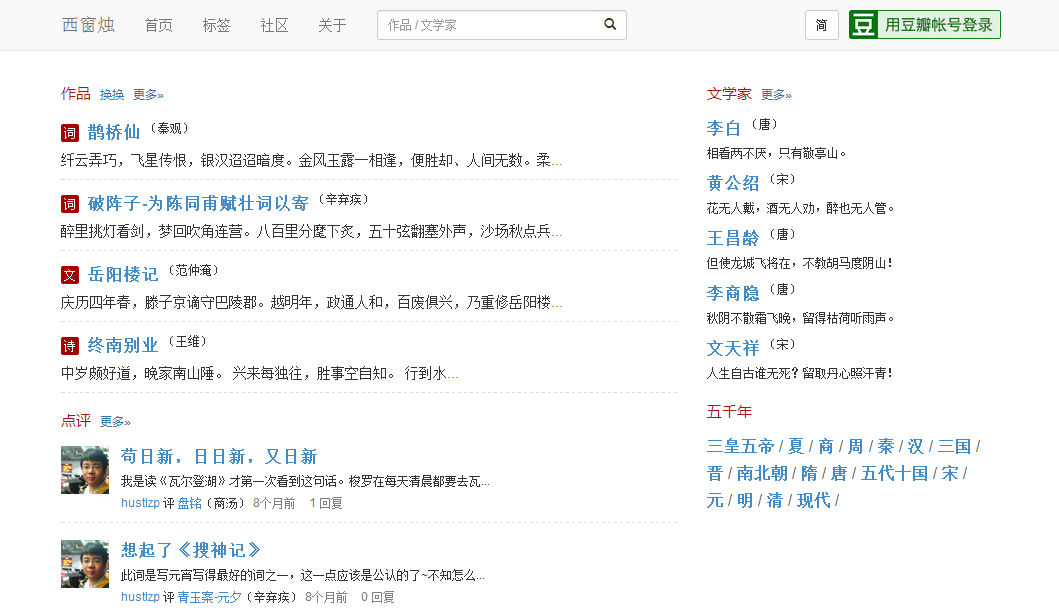 西窗烛 首页 标签 社区 关于 作品 / 文学家 简 豆 用豆瓣帐号登录
作品 换换 更多»
词 鹊桥仙 （秦观）
纤云弄巧，飞星传恨，银汉迢迢暗度。金风玉露一相逢，便胜却、人间无数。柔...
词 破阵子-为陈同甫赋壮词以寄 （辛弃疾）
醉里挑灯看剑，梦回吹角连营。八百里分麾下炙，五十弦翻塞外声，沙场秋点兵...
文 岳阳楼记 （范仲淹）
庆历四年春，滕子京谪守巴陵郡。越明年，政通人和，百废俱兴，乃重修岳阳楼...
诗 终南别业 （王维）
中岁颇好道，晚家南山陲。 兴来每独往，胜事空自知。 行到水...
点评 更多»
苟日新，日日新，又日新
我是读《瓦尔登湖》才第一次看到这句话。梭罗在每天清晨都要去瓦...
hustlzp 评 盘铭（商汤） 8个月前 1 回复
想起了《搜神记》
此词是写元宵写得最好的词之一，这一点应该是公认的了~不知怎么...
hustlzp 评 青玉案-元夕（辛弃疾） 8个月前 0 回复
文学家 更多»
李白 （唐）
相看两不厌，只有敬亭山。
黄公绍 （宋）
花无人戴，酒无人劝，醉也无人管。
王昌龄 （唐）
但使龙城飞将在，不教胡马度阴山！
李商隐 （唐）
秋阴不散霜飞晚，留得枯荷听雨声。
文天祥 （宋）
人生自古谁无死？留取丹心照汗青！
五千年
三皇五帝 / 夏 / 商 / 周 / 秦 / 汉 / 三国 /
晋 / 南北朝 / 隋 / 唐 / 五代十国 / 宋 /
元 / 明 / 清 / 现代 /